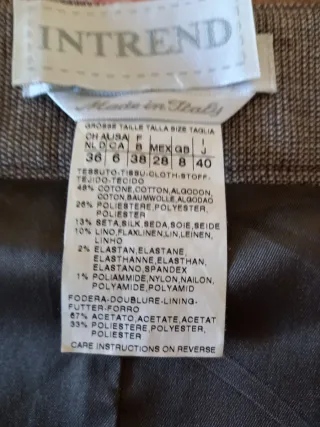 INTREND
Made in Italy
GRÖSSE TAILLE TALLA SIZE TAGLIA
CH A USA F I
NL D CA B MEX GB J
36 6 38 28 8 40
TESSUTO-TISSU-CLOTH-STOFF-
TEJIDO-TECIDO
48% COTONE,COTTON,ALGODON,
COTON,BAUMWOLLE,ALGODAO
26% POLIESTERE,POLYESTER,
POLIESTER
13% SETA,SILK,SEDA,SOIE,SEIDE
10% LINO,FLAX,LINEN,LIN,LEINEN,
LINHO
2% ELASTAN,ELASTANE,
ELASTHANNE,ELASTHAN,
ELASTANO,SPANDEX
1% POLIAMMIDE,NYLON,NAILON,
POLYAMIDE,POLYAMID
FODERA-DOUBLURE-LINING-
FUTTER-FORRO
67% ACETATO,ACETATE,ACETAT
33% POLIESTERE,POLYESTER,
POLIESTER
CARE INSTRUCTIONS ON REVERSE